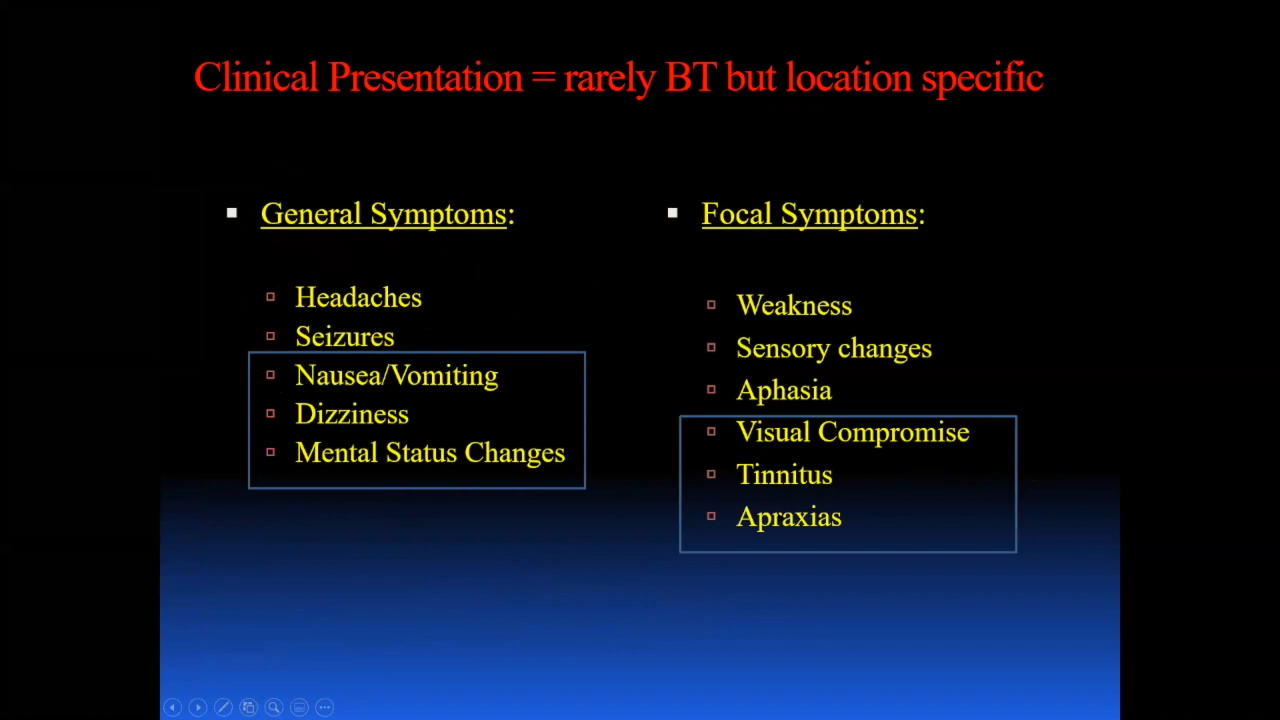 Clinical Presentation = rarely BT but location specific
General Symptoms:
Headaches
Seizures
Nausea/Vomiting
Dizziness
Mental Status Changes
Focal Symptoms:
Weakness
Sensory changes
Aphasia
Visual Compromise
Tinnitus
Apraxias